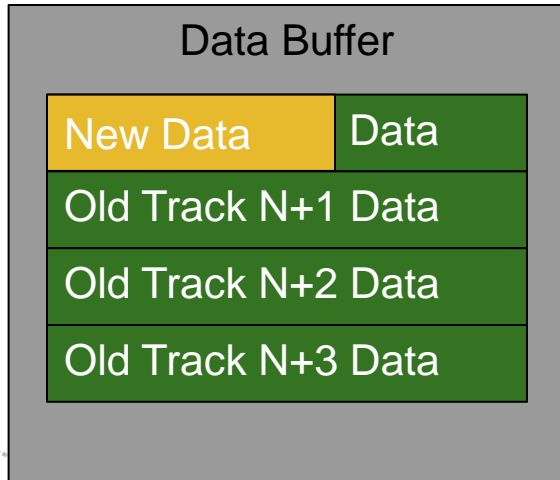 Data Buffer
New Data Data
Old Track N+1 Data
Old Track N+2 Data
Old Track N+3 Data